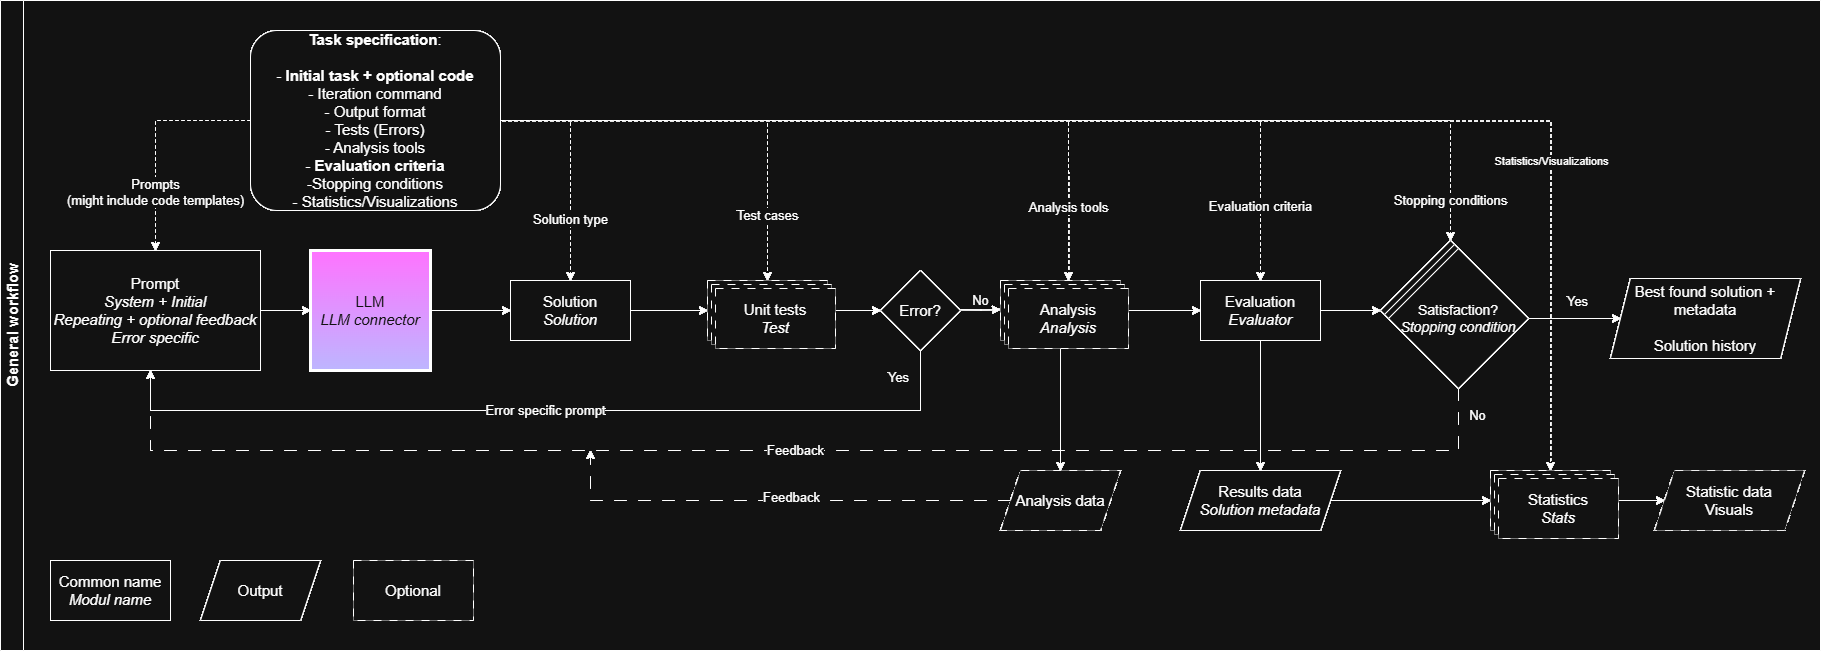 General workflow
Task specification:
- Initial task + optional code
- Iteration command
- Output format
- Tests (Errors)
- Analysis tools
- Evaluation criteria
-Stopping conditions
- Statistics/Visualizations
Prompts
(might include code templates)
Solution type
Test cases
Analysis tools
Evaluation criteria
Stopping conditions
Statistics/Visualizations
Prompt
System + Initial
Repeating + optional feedback
Error specific
LLM
LLM connector
Solution
Solution
Unit tests
Test
Error?
No
Yes
Analysis
Analysis
Evaluation
Evaluator
Satisfaction?
Stopping condition
Yes
No
Best found solution +
metadata
Solution history
Error specific prompt
Feedback
Feedback
Analysis data
Results data
Solution metadata
Statistics
Stats
Statistic data
Visuals
Common name
Modul name
Output
Optional